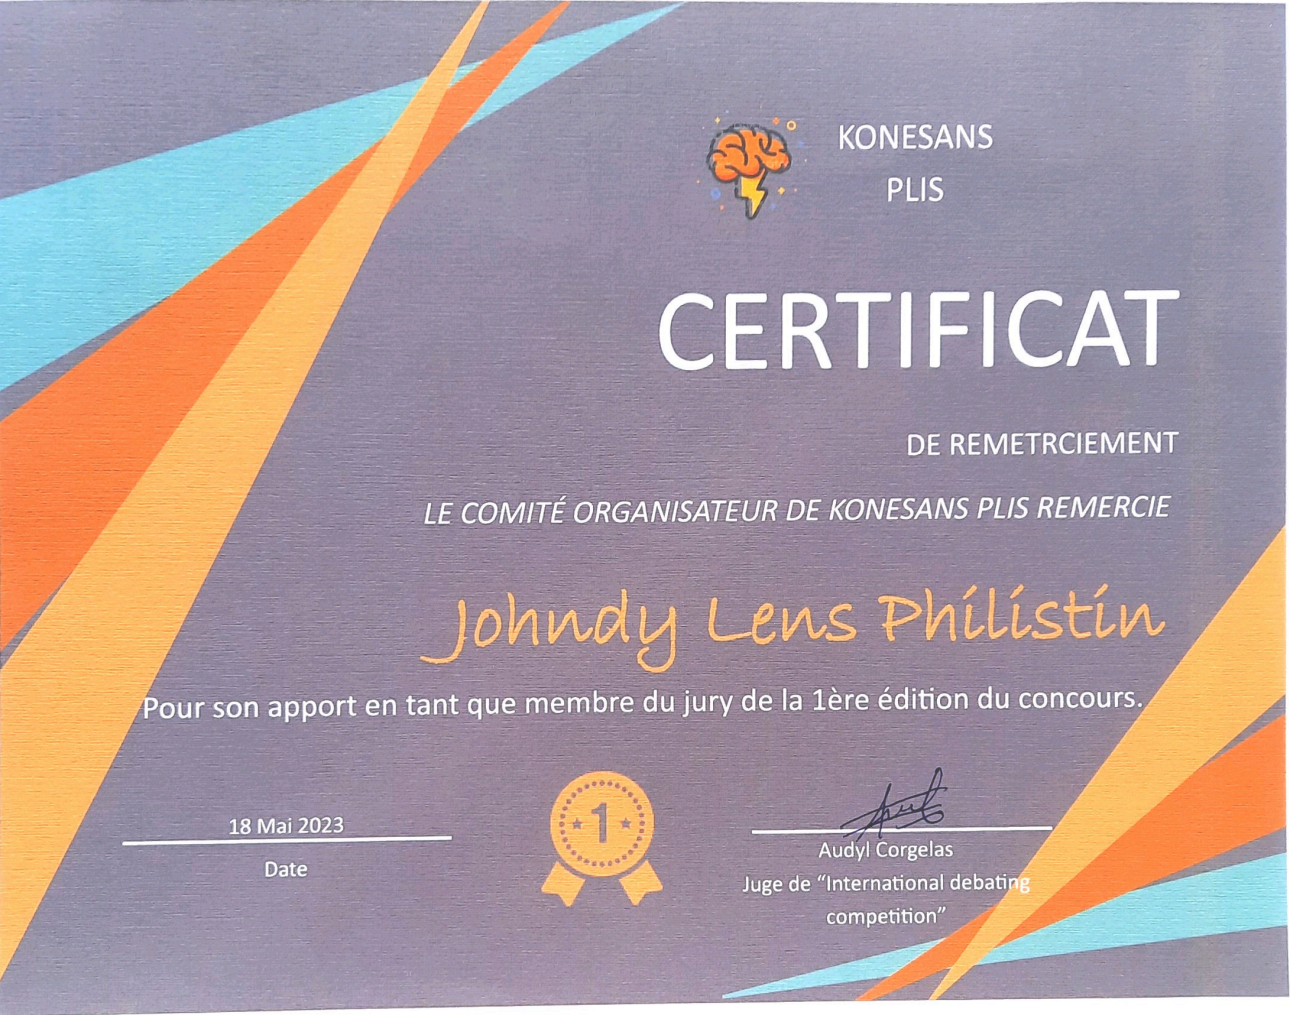 KONESANS
PLIS
CERTIFICAT
DE REMETRCIEMENT
LE COMITÉ ORGANISATEUR DE KONESANS PLIS REMERCIE
Johndy Lens Philistin
Pour son apport en tant que membre du jury de la 1ère édition du concours.
1
18 Mai 2023
Date
Audyl Corgelas
Juge de “International debating
competition”